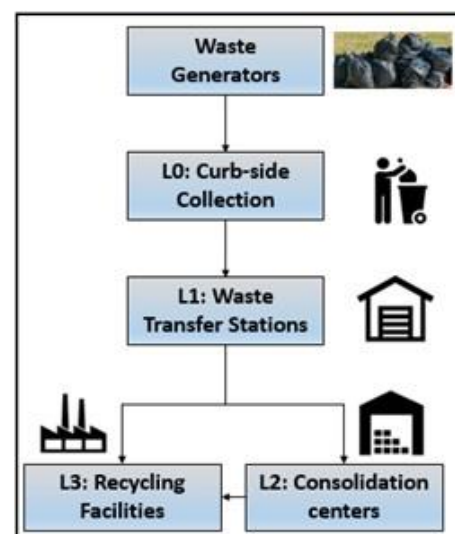 Waste
Generators
L0: Curb-side
Collection
L1: Waste
Transfer Stations
L3: Recycling
Facilities
L2: Consolidation
centers